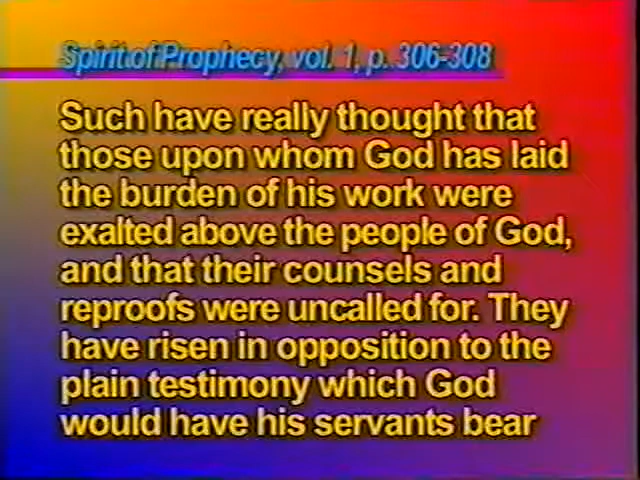 Spirit of Prophecy, vol. 1, p. 306-308
Such have really thought that
those upon whom God has laid
the burden of his work were
exalted above the people of God,
and that their counsels and
reproofs were uncalled for. They
have risen in opposition to the
plain testimony which God
would have his servants bear